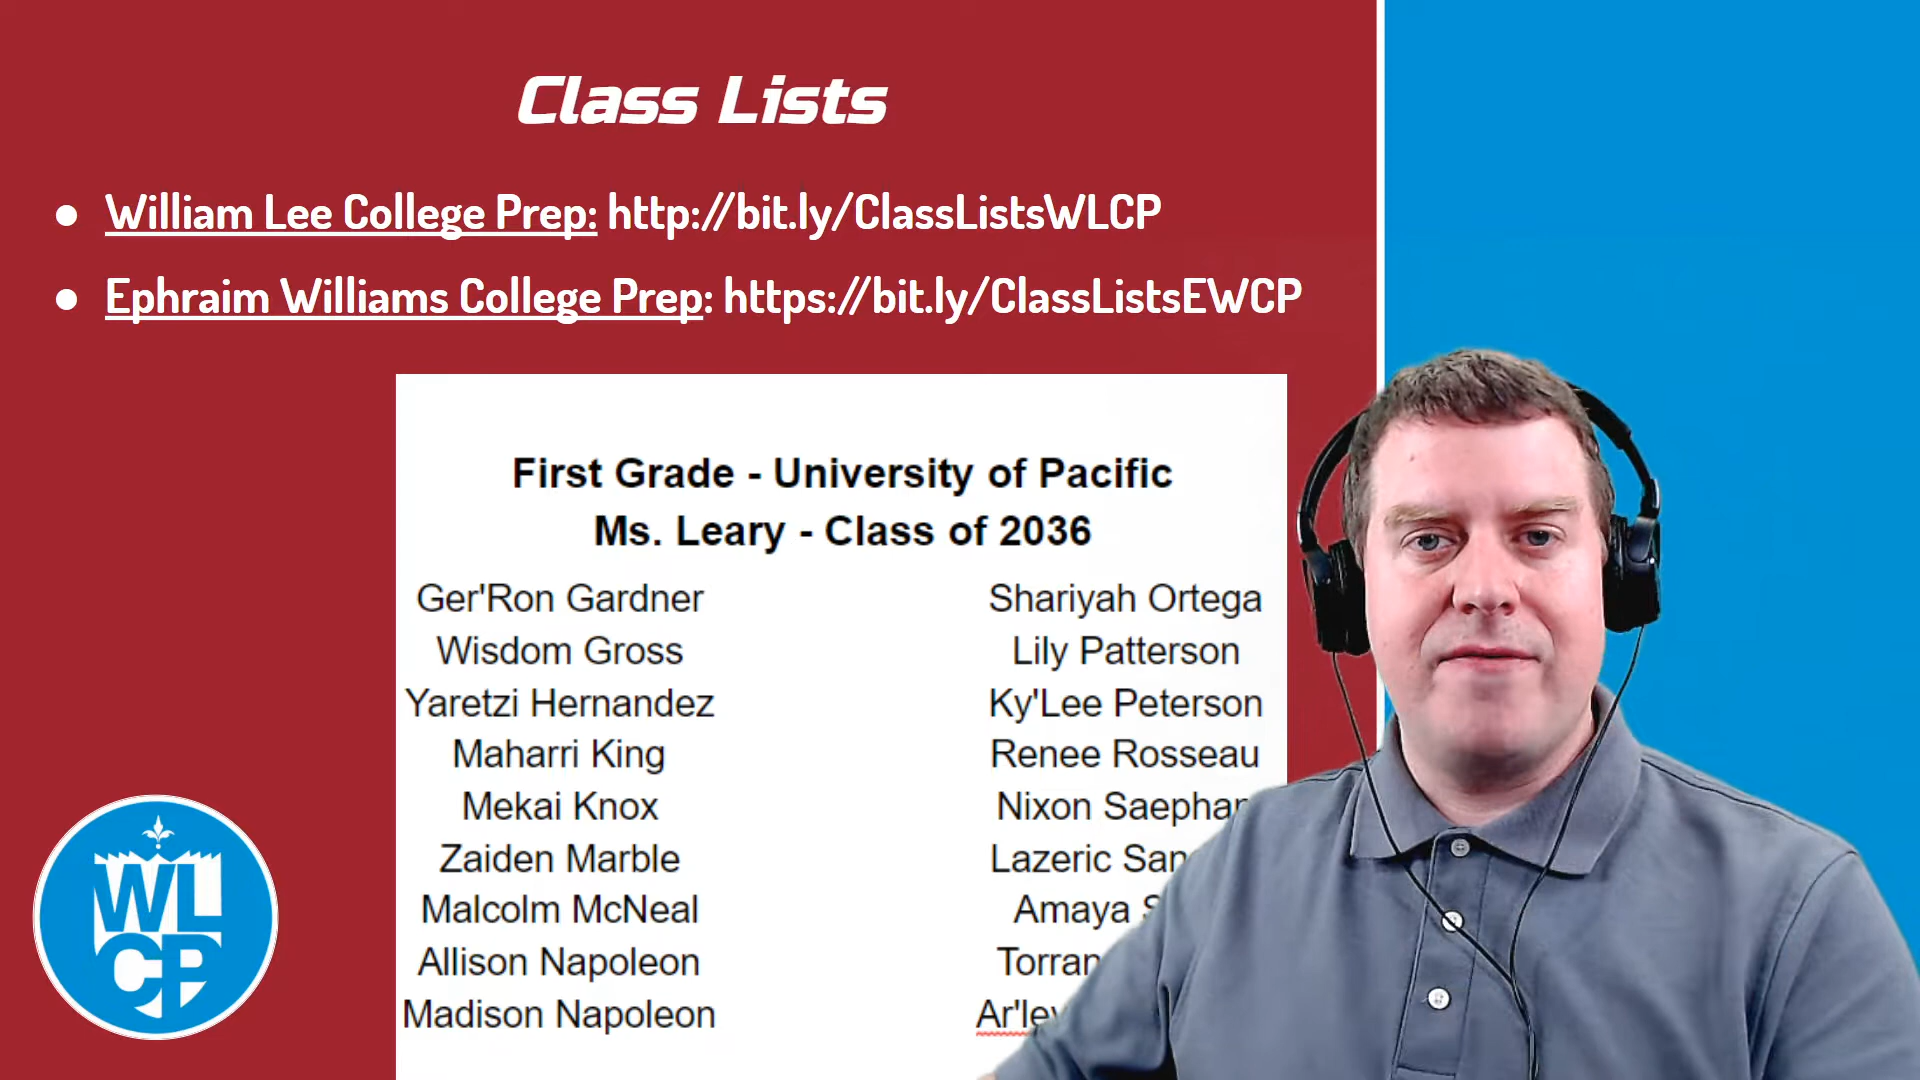 Class Lists
● William Lee College Prep: http://bit.ly/ClassListsWLCP
● Ephraim Williams College Prep: https://bit.ly/ClassListsEWCP
First Grade - University of Pacific
Ms. Leary - Class of 2036
Ger'Ron Gardner
Wisdom Gross
Yaretzi Hernandez
Maharri King
Mekai Knox
Zaiden Marble
Malcolm McNeal
Allison Napoleon
Madison Napoleon
Shariyah Ortega
Lily Patterson
Ky'Lee Peterson
Renee Rosseau
Nixon
Lazeric
Amaya
WL
CP